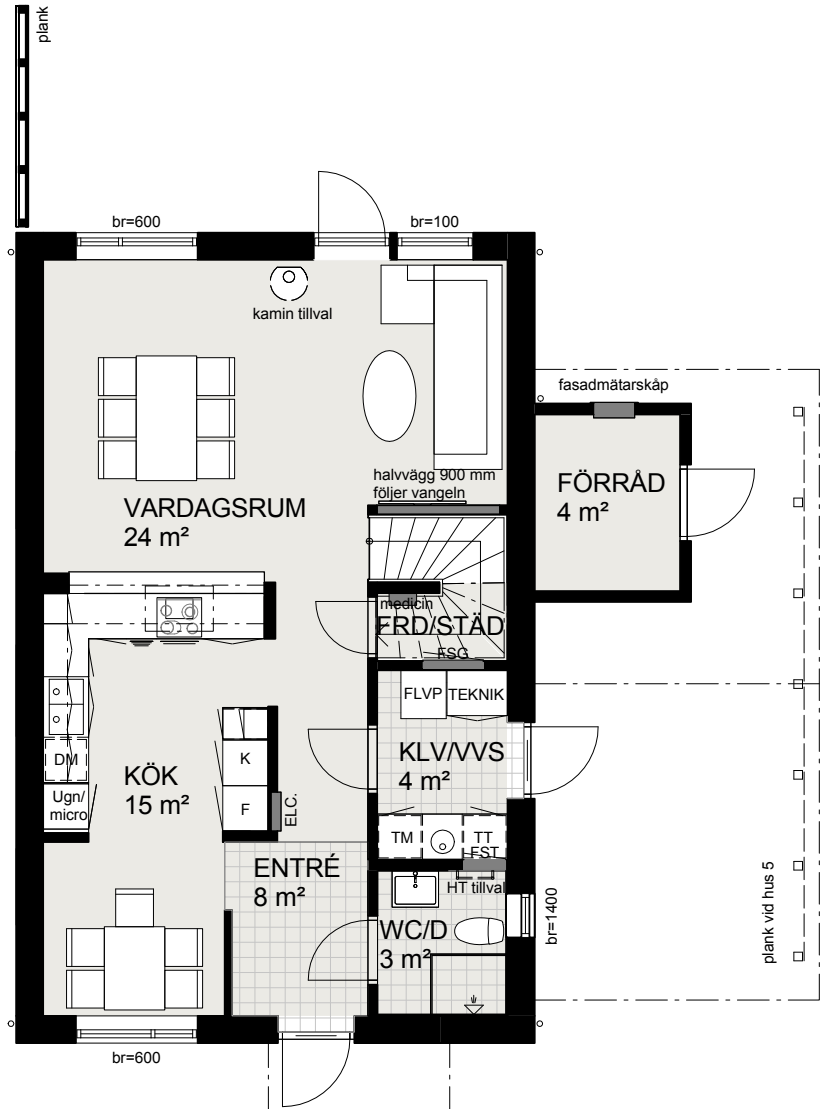 plank
br=600
br=100
kamin tillval
fasadmätarskåp
halvvägg 900 mm
följer vangeln
VARDAGSRUM
24 m²
FÖRRÅD
4 m²
medicin
FRD/STÄD
FSG
FLVP
TEKNIK
DM
KÖK
15 m²
K
KLV/VVS
4 m²
Ugn/
micro
F
ELC.
TM
TT
FST
ENTRÉ
8 m²
HT tillval
WC/D
3 m²
br=1400
plank vid hus 5
br=600